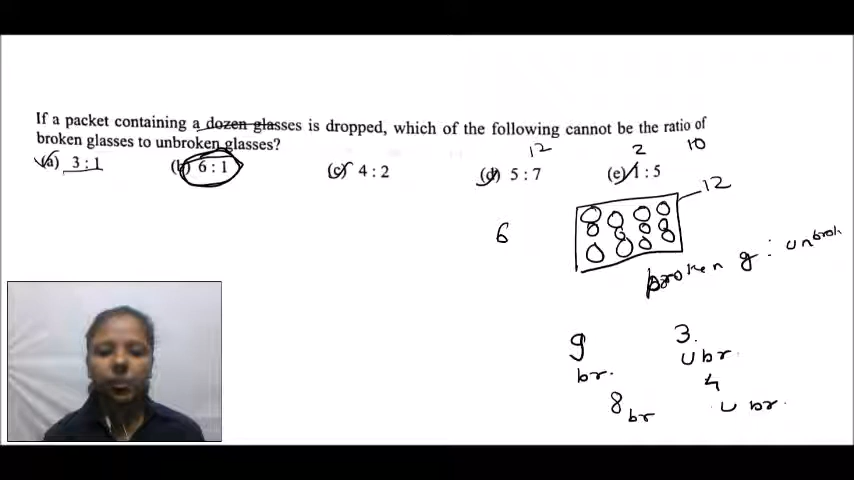 If a packet containing a dozen glasses is dropped, which of the following cannot be the ratio of
broken glasses to unbroken glasses?
12 2 10
(a) 3 : 1 (b) 6 : 1 (c) 4 : 2 (d) 5 : 7 (e) 1 : 5
12
6
broken g : unbrok
9 3.
br. ubr.
8 br 4
u br.